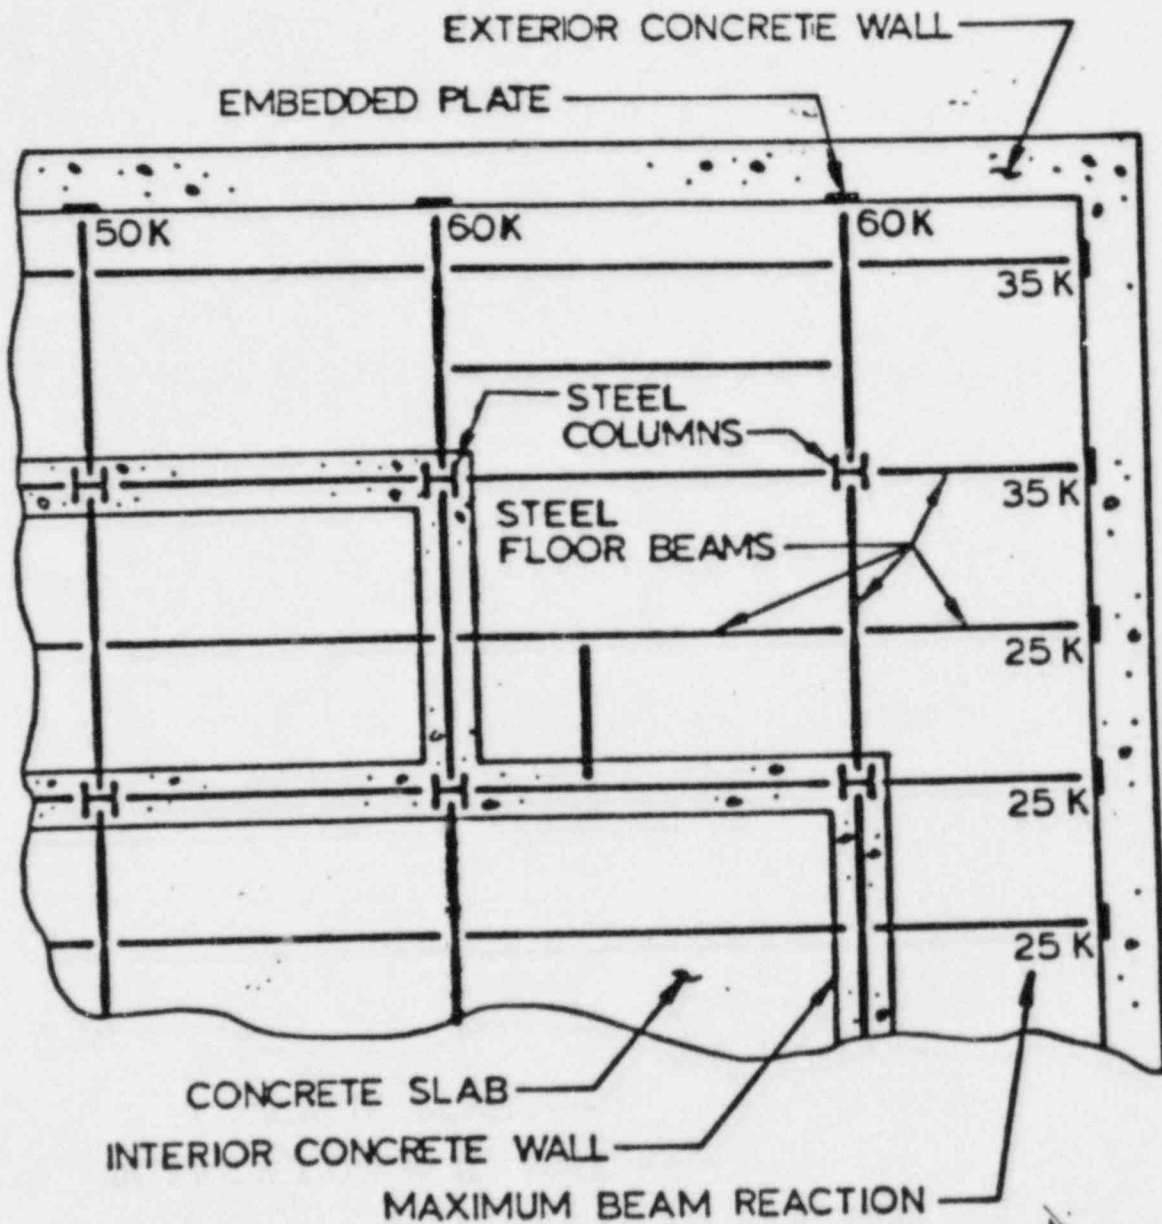 EXTERIOR CONCRETE WALL
EMBEDDED PLATE
50K
60K
60K
35 K
STEEL
COLUMNS
35 K
STEEL
FLOOR BEAMS
25 K
25 K
25 K
CONCRETE SLAB
INTERIOR CONCRETE WALL
MAXIMUM BEAM REACTION